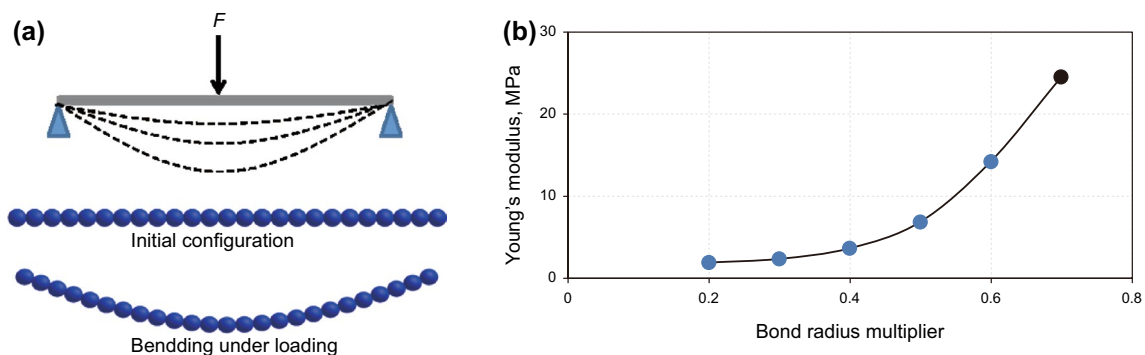 (a)
F
Initial configuration
Bendding under loading
(b)
Young's modulus, MPa
30
20
10
0
0
0.2
0.4
0.6
0.8
Bond radius multiplier